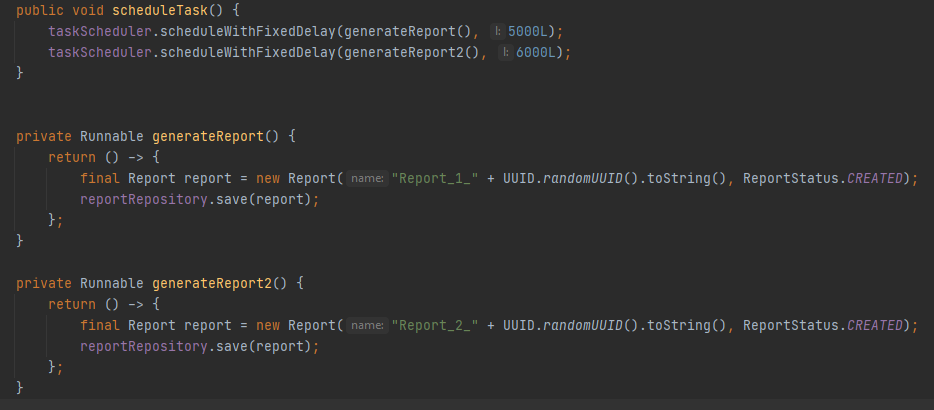 public void scheduleTask() {
taskScheduler.scheduleWithFixedDelay(generateReport(), l: 5000L);
taskScheduler.scheduleWithFixedDelay(generateReport2(), l: 6000L);
}
private Runnable generateReport() {
return () -> {
final Report report = new Report( name: "Report_1_" + UUID.randomUUID().toString(), ReportStatus.CREATED);
reportRepository.save(report);
};
}
private Runnable generateReport2() {
return () -> {
final Report report = new Report( name: "Report_2_" + UUID.randomUUID().toString(), ReportStatus.CREATED);
reportRepository.save(report);
};
}